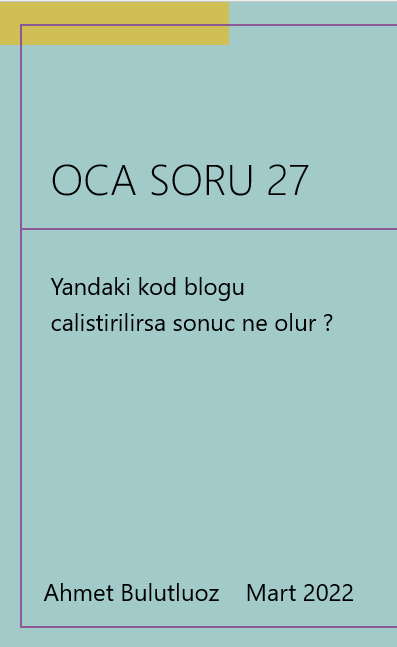 OCA SORU 27
Yandaki kod blogu
calistirilirsa sonuc ne olur ?
Ahmet Bulutluoz Mart 2022